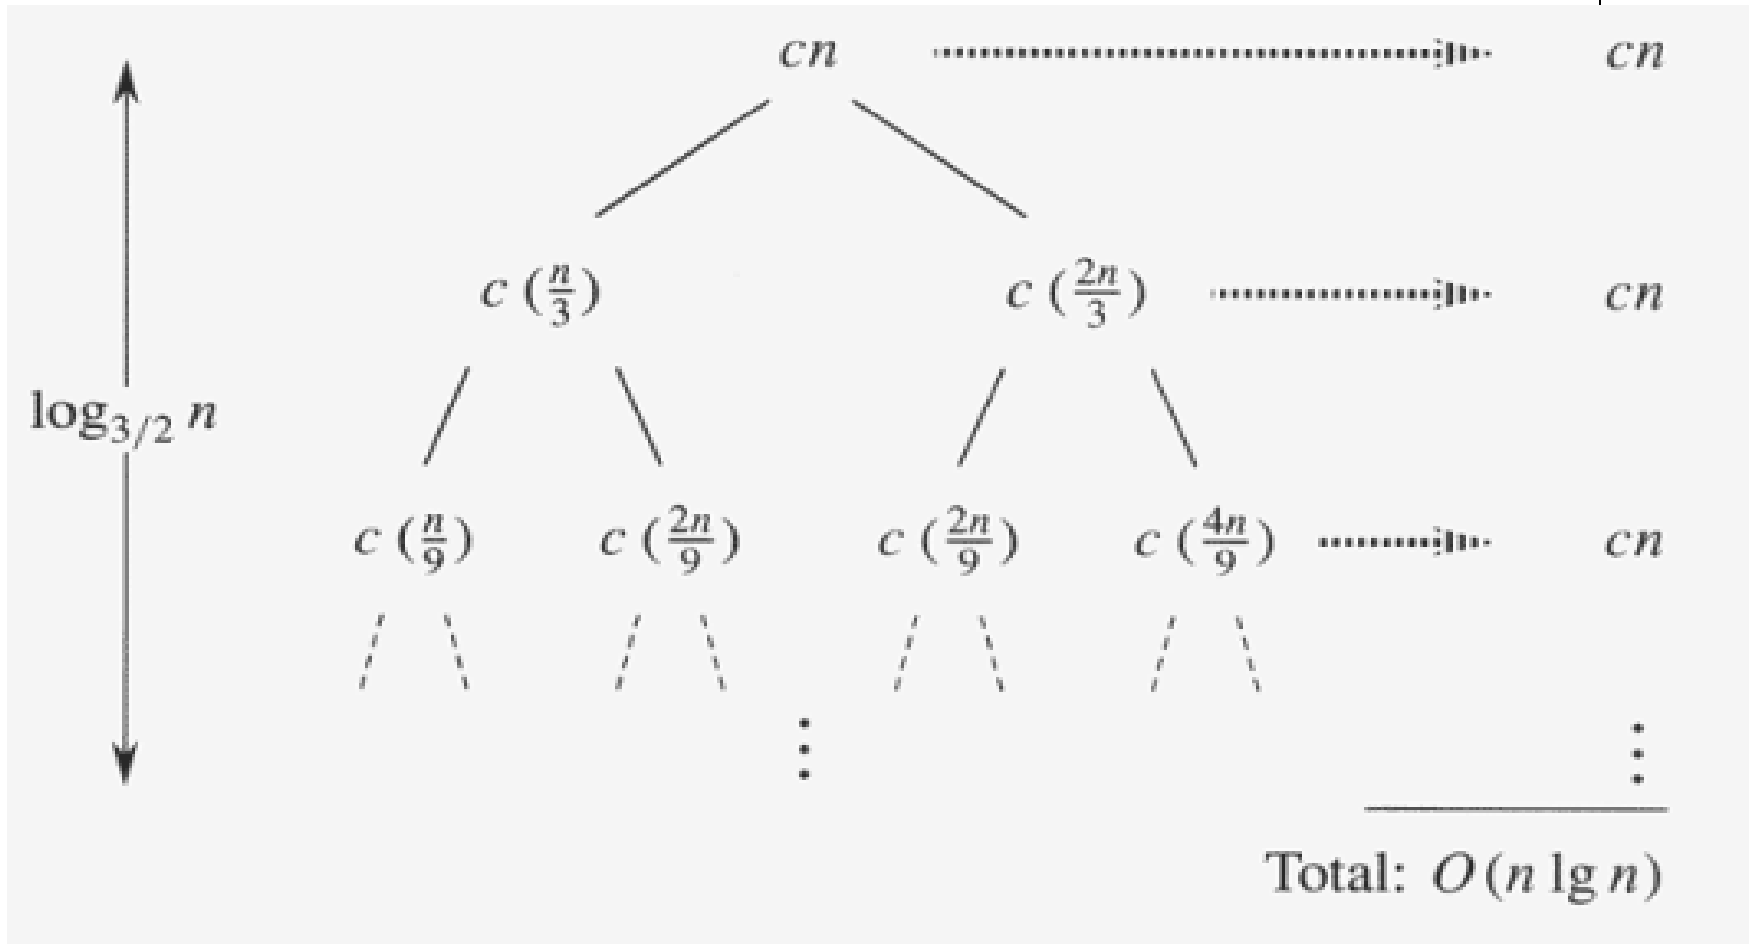 cn cn
c (n/3) c (2n/3) cn
log_{3/2} n
c (n/9) c (2n/9) c (2n/9) c (4n/9) cn
Total: O(n lg n)